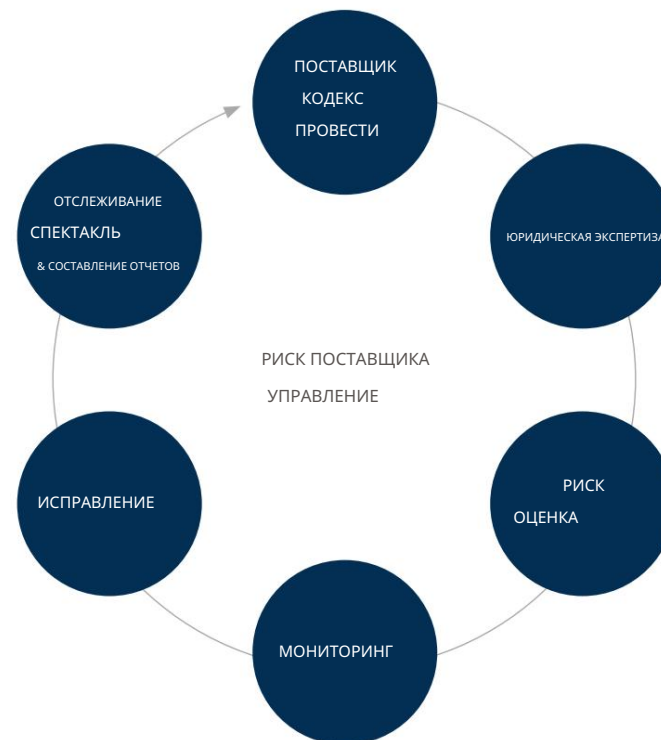 ПОСТАВЩИК
КОДЕКС
ПРОВЕСТИ
ЮРИДИЧЕСКАЯ ЭКСПЕРТИЗА
РИСК
ОЦЕНКА
МОНИТОРИНГ
ИСПРАВЛЕНИЕ
ОТСЛЕЖИВАНИЕ
СПЕКТАКЛЬ
& СОСТАВЛЕНИЕ ОТЧЕТОВ
РИСК ПОСТАВЩИКА
УПРАВЛЕНИЕ